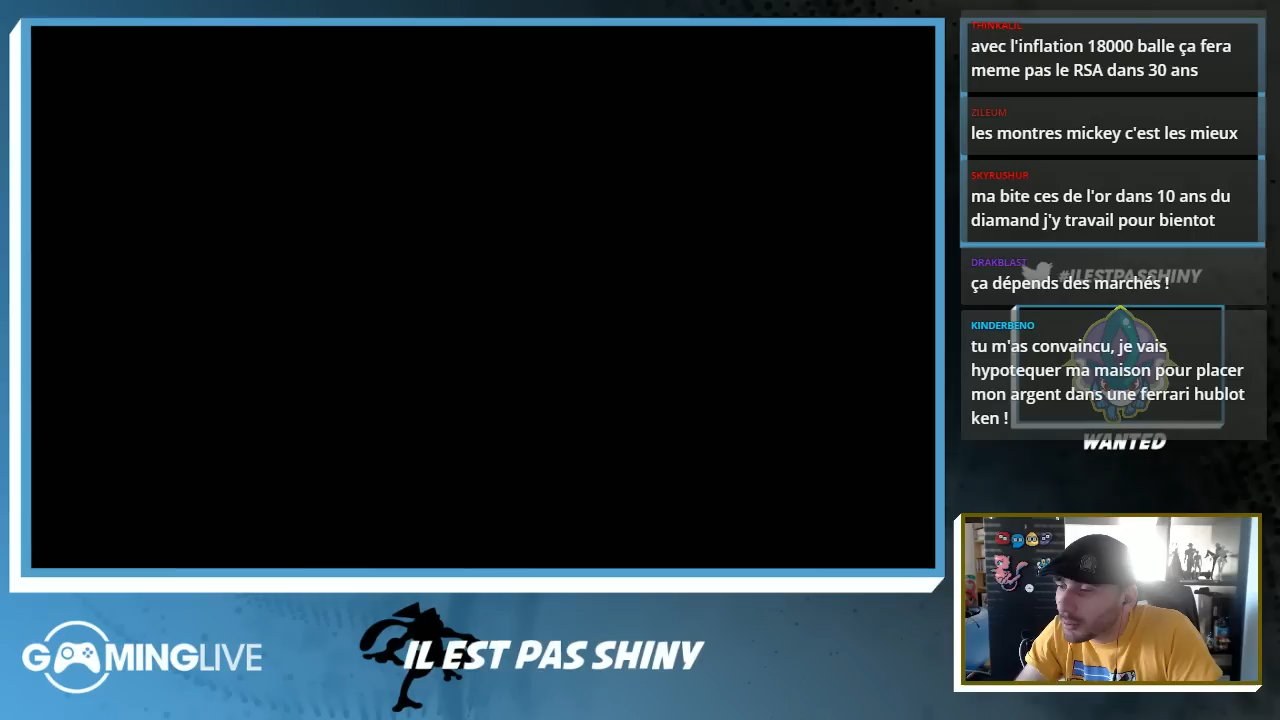 THINKALIL
avec l'inflation 18000 balle ça fera
meme pas le RSA dans 30 ans
ZILEUM
les montres mickey c'est les mieux
SKYRUSHUR
ma bite ces de l'or dans 10 ans du
diamand j'y travail pour bientot
DRAKBLAST
#ILESTPASSHINY
ça dépends des marchés !
KINDERBENO
tu m'as convaincu, je vais
hypotequer ma maison pour placer
mon argent dans une ferrari hublot
ken !
WANTED
GAMINGLIVE
IL EST PAS SHINY